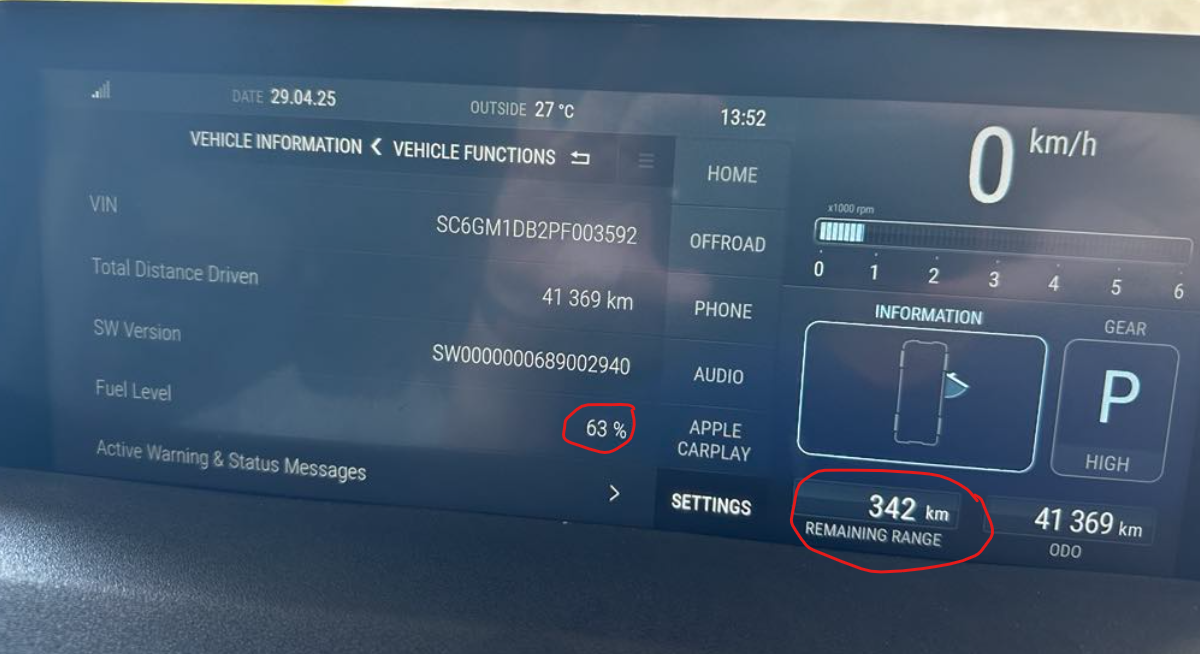 DATE 29.04.25
OUTSIDE 27 °C
13:52
VEHICLE INFORMATION < VEHICLE FUNCTIONS
VIN
SC6GM1DB2PF003592
Total Distance Driven
41 369 km
SW Version
SW0000000689002940
Fuel Level
63 %
Active Warning & Status Messages
>
HOME
OFFROAD
PHONE
AUDIO
APPLE
CARPLAY
SETTINGS
0 km/h
x1000 rpm
0 1 2 3 4 5 6
INFORMATION
GEAR
P
HIGH
342 km
REMAINING RANGE
41 369 km
ODO